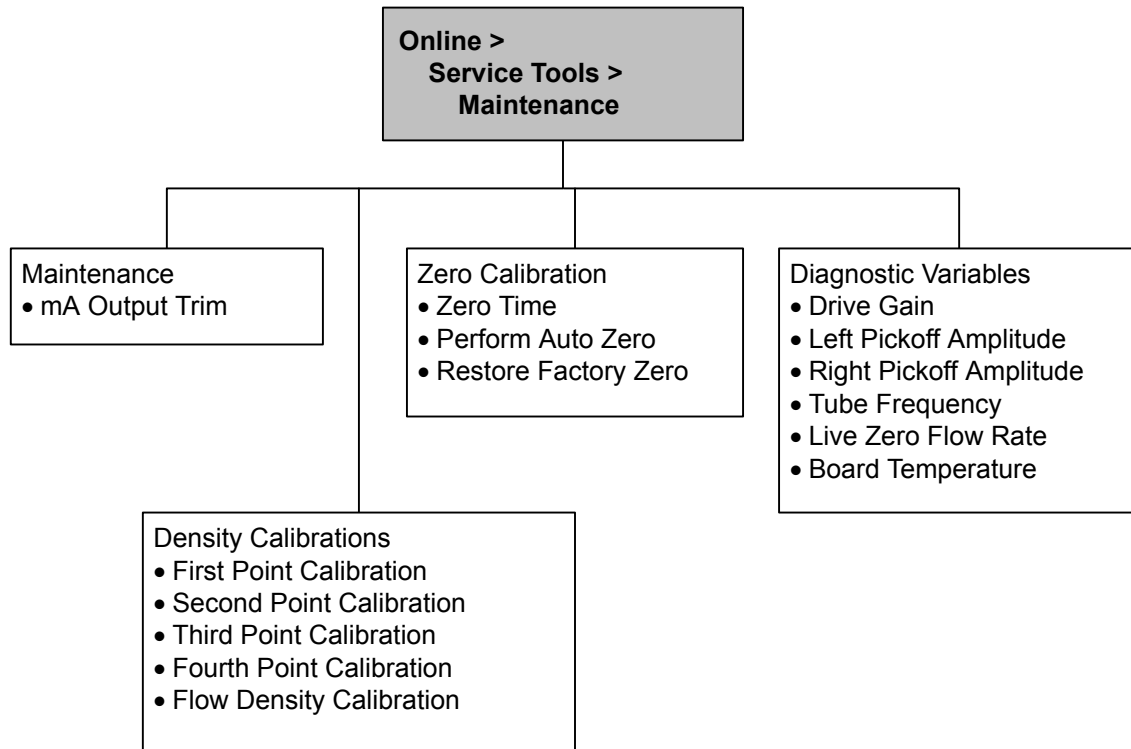 Online >
Service Tools >
Maintenance
Maintenance
• mA Output Trim
Zero Calibration
• Zero Time
• Perform Auto Zero
• Restore Factory Zero
Diagnostic Variables
• Drive Gain
• Left Pickoff Amplitude
• Right Pickoff Amplitude
• Tube Frequency
• Live Zero Flow Rate
• Board Temperature
Density Calibrations
• First Point Calibration
• Second Point Calibration
• Third Point Calibration
• Fourth Point Calibration
• Flow Density Calibration